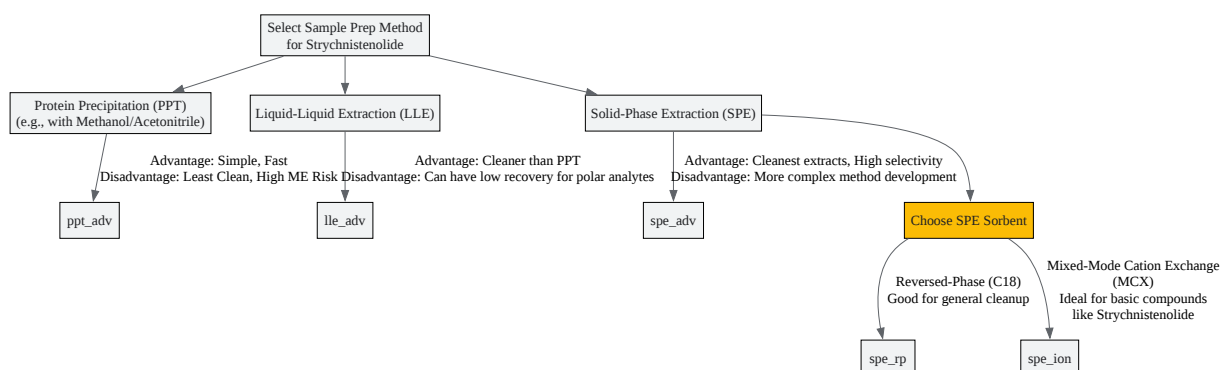 Select Sample Prep Method
for Strychnistenolide
Protein Precipitation (PPT)
(e.g., with Methanol/Acetonitrile)
Liquid-Liquid Extraction (LLE)
Solid-Phase Extraction (SPE)
Advantage: Simple, Fast
Disadvantage: Least Clean, High ME Risk
Advantage: Cleaner than PPT
Disadvantage: Can have low recovery for polar analytes
Advantage: Cleanest extracts, High selectivity
Disadvantage: More complex method development
ppt_adv
lle_adv
spe_adv
Choose SPE Sorbent
Reversed-Phase (C18)
Good for general cleanup
Mixed-Mode Cation Exchange
(MCX)
Ideal for basic compounds
like Strychnistenolide
spe_rp
spe_ion